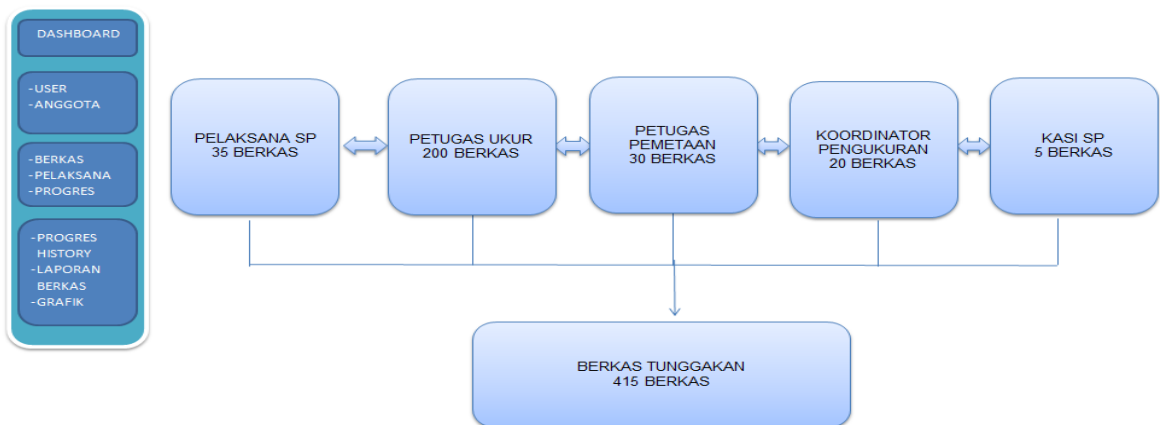 DASHBOARD
-USER
-ANGGOTA
-BERKAS
-PELAKSANA
-PROGRES
-PROGRES
HISTORY
-LAPORAN
BERKAS
-GRAFIK
PELAKSANA SP
35 BERKAS
PETUGAS UKUR
200 BERKAS
PETUGAS
PEMETAAN
30 BERKAS
KOORDINATOR
PENGUKURAN
20 BERKAS
KASI SP
5 BERKAS
BERKAS TUNGGAKAN
415 BERKAS